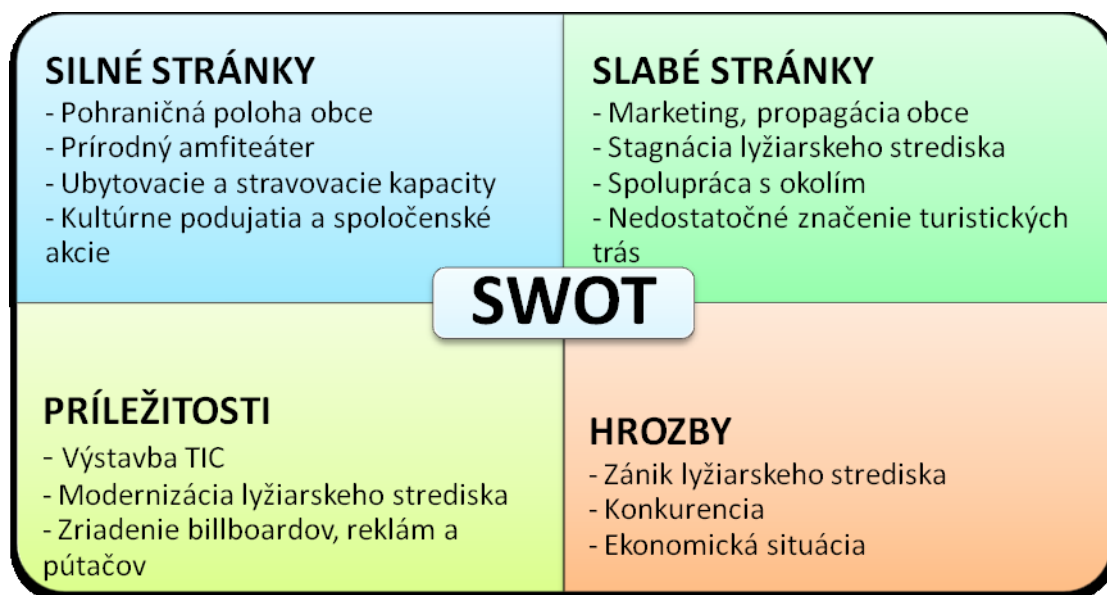 SILNÉ STRÁNKY
- Pohraničná poloha obce
- Prírodný amfiteáter
- Ubytovacie a stravovacie kapacity
- Kultúrne podujatia a spoločenské
akcie
SLABÉ STRÁNKY
- Marketing, propagácia obce
- Stagnácia lyžiarskeho strediska
- Spolupráca s okolím
- Nedostatočné značenie turistických
trás
SWOT
PRÍLEŽITOSTI
- Výstavba TIC
- Modernizácia lyžiarskeho strediska
- Zriadenie billboardov, reklám a
pútačov
HROZBY
- Zánik lyžiarskeho strediska
- Konkurencia
- Ekonomická situácia